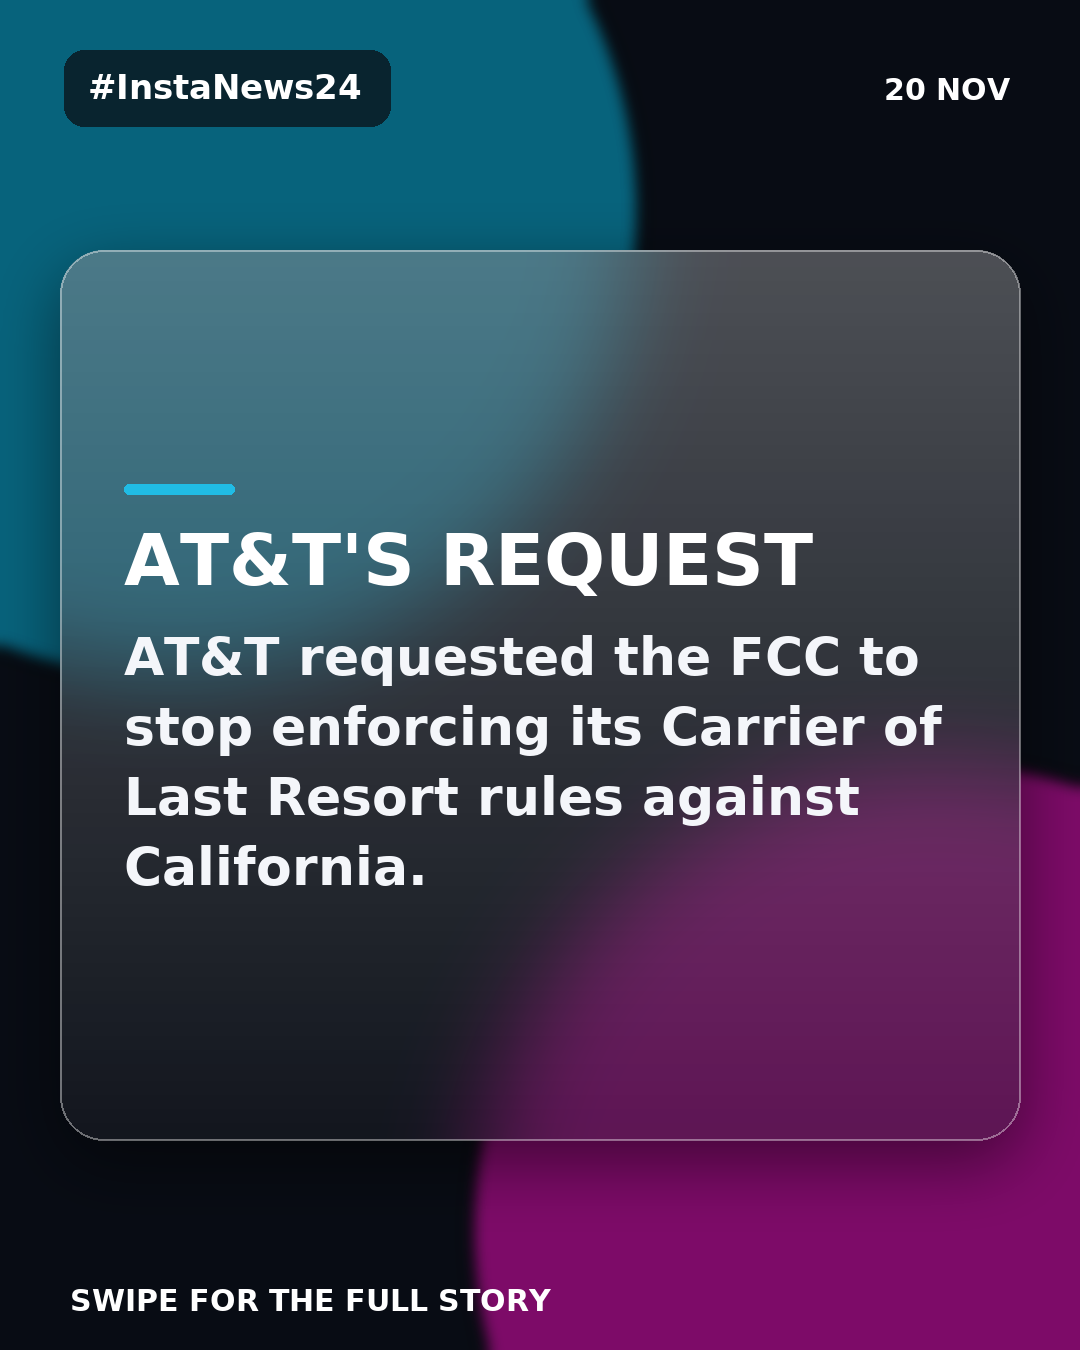 #InstaNews24
20 NOV
AT&T'S REQUEST
AT&T requested the FCC to
stop enforcing its Carrier of
Last Resort rules against
California.
SWIPE FOR THE FULL STORY